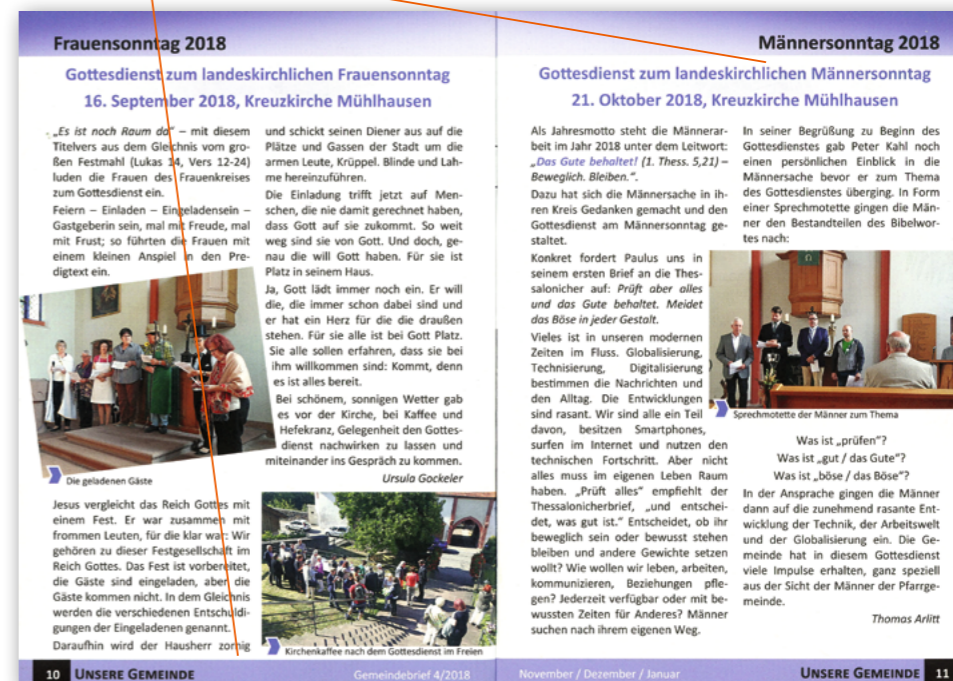 Frauensonntag 2018
Gottesdienst zum landeskirchlichen Frauensonntag
16. September 2018, Kreuzkirche Mühlhausen
„Es ist noch Raum da“ – mit diesem
Titelvers aus dem Gleichnis vom gro-
ßen Festmahl (Lukas 14, Vers 12-24)
luden die Frauen des Frauenkreises
zum Gottesdienst ein.
Feiern – Einladen – Eingeladensein –
Gastgeberin sein, mal mit Freude, mal
mit Frust; so führten die Frauen mit
einem kleinen Anspiel in den Pre-
digtext ein.
Die geladenen Gäste
Jesus vergleicht das Reich Gottes mit
einem Fest. Er war zusammen mit
frommen Leuten, für die klar war: Wir
gehören zu dieser Festgesellschaft im
Reich Gottes. Das Fest ist vorbereitet,
die Gäste sind eingeladen, aber die
Gäste kommen nicht. In dem Gleichnis
werden die verschiedenen Entschuldi-
gungen der Eingeladenen genannt.
Daraufhin wird der Hausherr zornig
und schickt seinen Diener aus auf die
Plätze und Gassen der Stadt um die
armen Leute, Krüppel. Blinde und Lah-
me hereinzuführen.
Die Einladung trifft jetzt auf Men-
schen, die nie damit gerechnet haben,
dass Gott auf sie zukommt. So weit
weg sind sie von Gott. Und doch, ge-
nau die will Gott haben. Für sie ist
Platz in seinem Haus.
Ja, Gott lädt immer noch ein. Er will
die, die immer schon dabei sind und
er hat ein Herz für die die draußen
stehen. Für sie alle ist bei Gott Platz.
Sie alle sollen erfahren, dass sie bei
ihm willkommen sind: Kommt, denn
es ist alles bereit.
Bei schönem, sonnigen Wetter gab
es vor der Kirche, bei Kaffee und
Hefekranz, Gelegenheit den Gottes-
dienst nachwirken zu lassen und
miteinander ins Gespräch zu kommen.
Ursula Gockeler
Kirchenkaffee nach dem Gottesdienst im Freien
10 UNSERE GEMEINDE
Gemeindebrief 4/2018
Männersonntag 2018
Gottesdienst zum landeskirchlichen Männersonntag
21. Oktober 2018, Kreuzkirche Mühlhausen
Als Jahresmotto steht die Männerar-
beit im Jahr 2018 unter dem Leitwort:
„Das Gute behaltet! (1. Thess. 5,21) –
Beweglich. Bleiben.“.
Dazu hat sich die Männersache in ih-
ren Kreis Gedanken gemacht und den
Gottesdienst am Männersonntag ge-
staltet.
Konkret fordert Paulus uns in
seinem ersten Brief an die Thes-
salonicher auf: Prüft aber alles
und das Gute behaltet. Meidet
das Böse in jeder Gestalt.
Vieles ist in unseren modernen
Zeiten im Fluss. Globalisierung,
Technisierung, Digitalisierung
bestimmen die Nachrichten und
den Alltag. Die Entwicklungen
sind rasant. Wir sind alle ein Teil
davon, besitzen Smartphones,
surfen im Internet und nutzen den
technischen Fortschritt. Aber nicht
alles muss im eigenen Leben Raum
haben. „Prüft alles“ empfiehlt der
Thessalonicherbrief, „und entschei-
det, was gut ist.“ Entscheidet, ob ihr
beweglich sein oder bewusst stehen
bleiben und andere Gewichte setzen
wollt? Wie wollen wir leben, arbeiten,
kommunizieren, Beziehungen pfle-
gen? Jederzeit verfügbar oder mit be-
wussten Zeiten für Anderes? Männer
suchen nach ihrem eigenen Weg.
In seiner Begrüßung zu Beginn des
Gottesdienstes gab Peter Kahl noch
einen persönlichen Einblick in die
Männersache bevor er zum Thema
des Gottesdienstes überging. In Form
einer Sprechmotette gingen die Män-
ner den Bestandteilen des Bibelwor-
tes nach:
Sprechmotette der Männer zum Thema
Was ist „prüfen“?
Was ist „gut / das Gute“?
Was ist „böse / das Böse“?
In der Ansprache gingen die Männer
dann auf die zunehmend rasante Ent-
wicklung der Technik, der Arbeitswelt
und der Globalisierung ein. Die Ge-
meinde hat in diesem Gottesdienst
viele Impulse erhalten, ganz speziell
aus der Sicht der Männer der Pfarrge-
meinde.
Thomas Arlitt
November / Dezember / Januar
UNSERE GEMEINDE 11